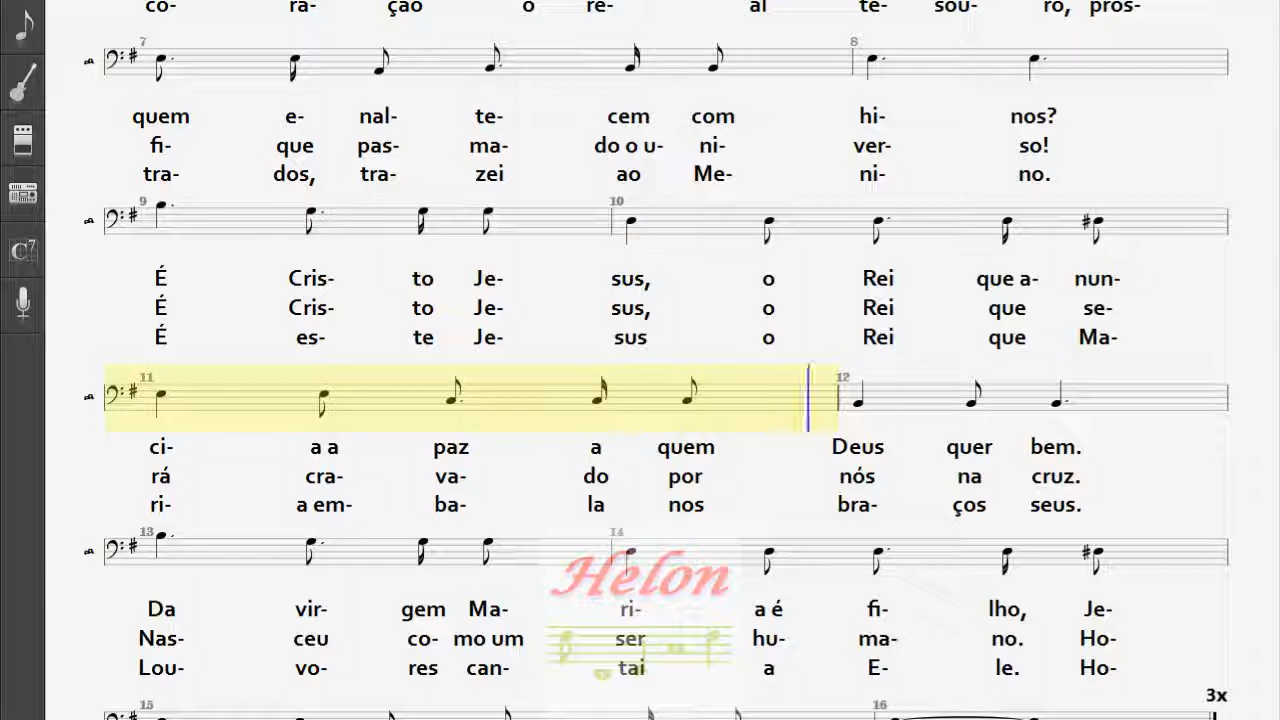 co- ra- ção o re- al te- sou- ro, pros-
7 8
quem e- nal- te- cem com hi- nos?
fi- que pas- ma- do o u- ni- ver- so!
tra- dos, tra- zei ao Me- ni- no.
9 10
É Cris- to Je- sus, o Rei que a- nun-
É Cris- to Je- sus, o Rei que se-
É es- te Je- sus o Rei que Ma-
11 12
ci- a a paz a quem Deus quer bem.
rá cra- va- do por nós na cruz.
ri- a em- ba- la nos bra- ços seus.
13 14
Helon
Da vir- gem Ma- ri- a é fi- lho, Je-
Nas- ceu co- mo um ser hu- ma- no. Ho-
Lou- vo- res can- tai a E- le. Ho-
3x
15 16
C7